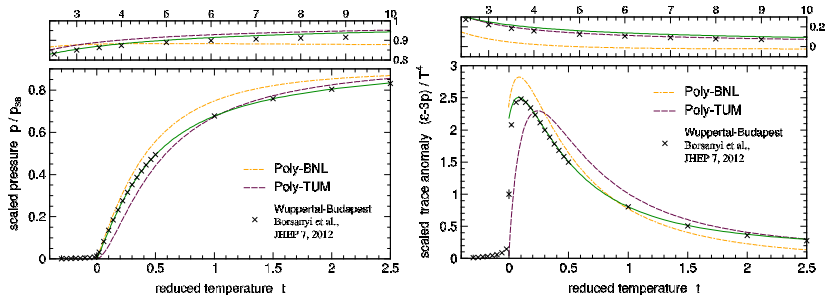 3 4 5 6 7 8 9 10
1
0.9
0.8
scaled pressure p / pSB
0.8
0.6
0.4
0.2
0
Poly-BNL
Poly-TUM
Wuppertal-Budapest
Borsanyi et al.,
JHEP 7, 2012
0 0.5 1 1.5 2 2.5
reduced temperature t
3 4 5 6 7 8 9 10
0.2
0
scaled trace anomaly (ε-3p) / T⁴
3
2.5
2
1.5
1
0.5
0
Poly-BNL
Poly-TUM
Wuppertal-Budapest
Borsanyi et al.,
JHEP 7, 2012
0 0.5 1 1.5 2 2.5
reduced temperature t